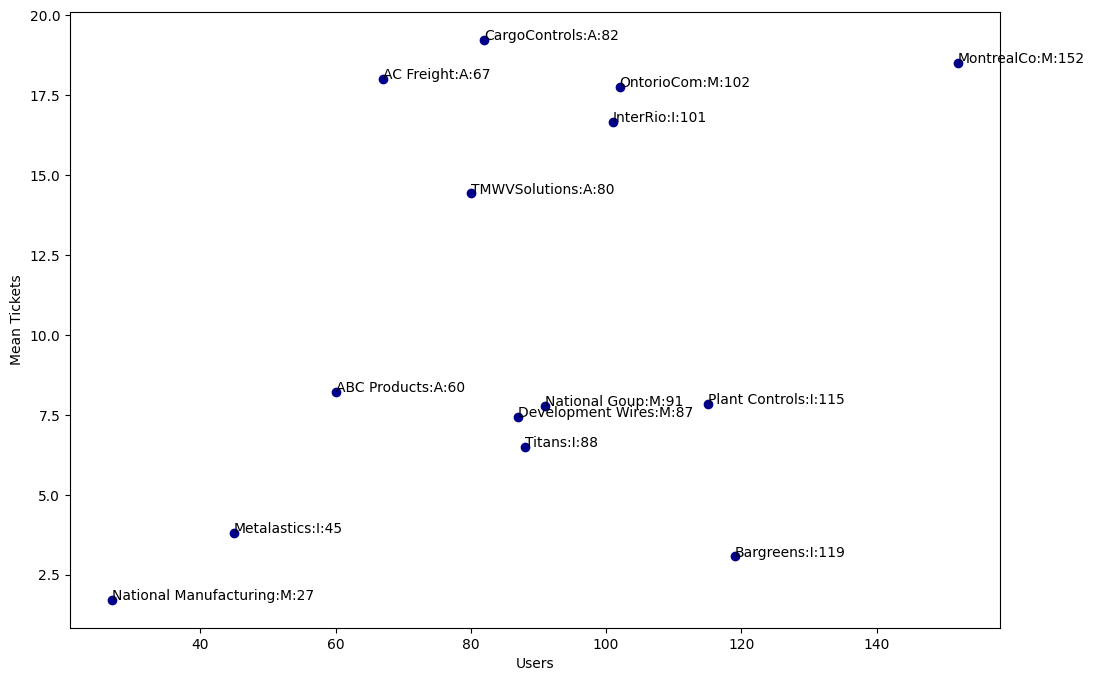 20.0
CargoControls:A:82
MontrealCo:M:152
AC Freight:A:67
OntorioCom:M:102
17.5
InterRio:I:101
15.0
TMWVSolutions:A:80
12.5
Mean Tickets
10.0
ABC Products:A:60
National Goup:M:91
Plant Controls:I:115
7.5
Development Wires:M:87
Titans:I:88
5.0
Metalastics:I:45
Bargreens:I:119
2.5
National Manufacturing:M:27
40 60 80 100 120 140
Users